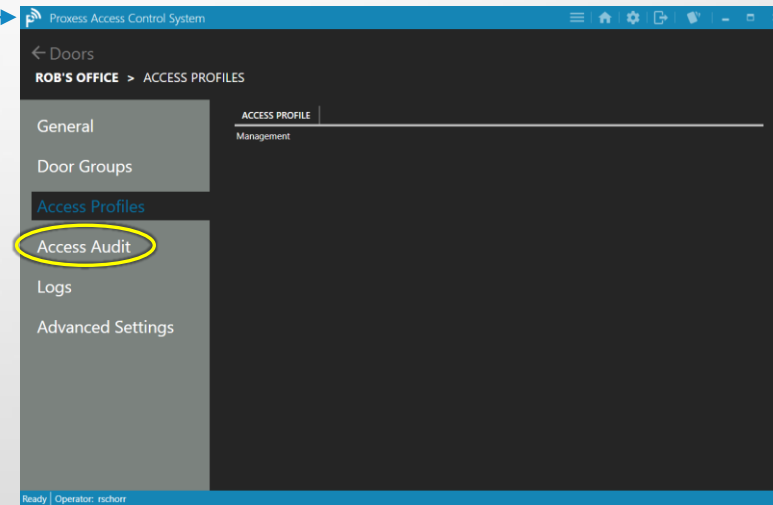 Proxess Access Control System
Doors
ROB'S OFFICE > ACCESS PROFILES
General
Door Groups
Access Profiles
Access Audit
Logs
Advanced Settings
ACCESS PROFILE
Management
Ready | Operator: rschorr